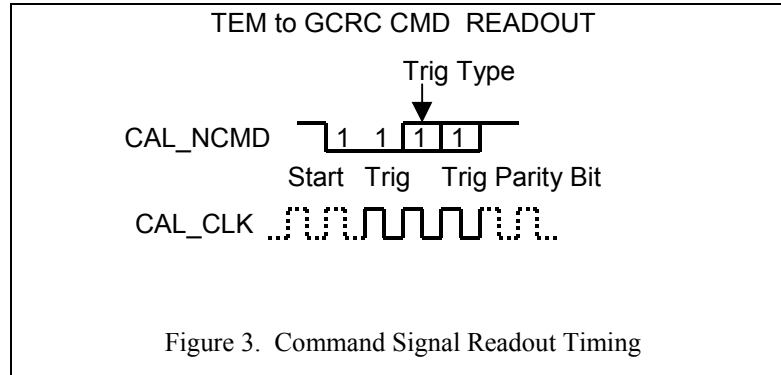 TEM to GCRC CMD READOUT
Trig Type
CAL_NCMD 1 1 1 1
Start Trig Trig Parity Bit
CAL_CLK
Figure 3. Command Signal Readout Timing